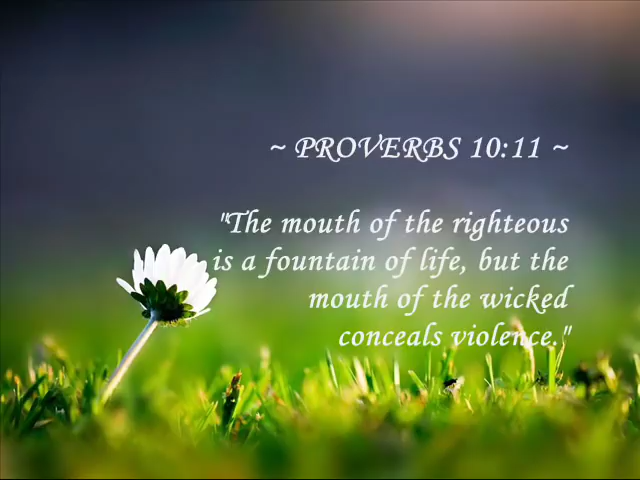 ~ PROVERBS 10:11 ~
"The mouth of the righteous
is a fountain of life, but the
mouth of the wicked
conceals violence."